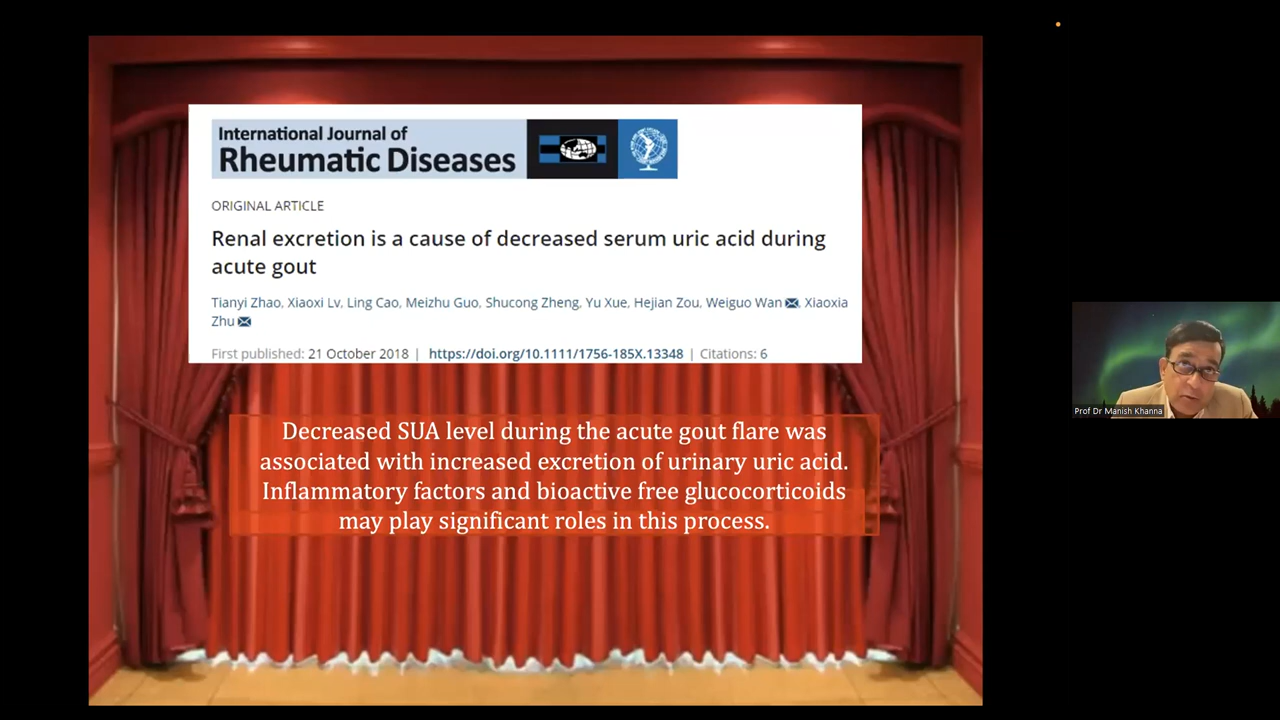 International Journal of
Rheumatic Diseases
ORIGINAL ARTICLE
Renal excretion is a cause of decreased serum uric acid during
acute gout
Tianyi Zhao, Xiaoxi Lv, Ling Cao, Meizhu Guo, Shucong Zheng, Yu Xue, Hejian Zou, Weiguo Wan, Xiaoxia
Zhu
First published: 21 October 2018 | https://doi.org/10.1111/1756-185X.13348 | Citations: 6
Decreased SUA level during the acute gout flare was
associated with increased excretion of urinary uric acid.
Inflammatory factors and bioactive free glucocorticoids
may play significant roles in this process.
Prof Dr Manish Khanna